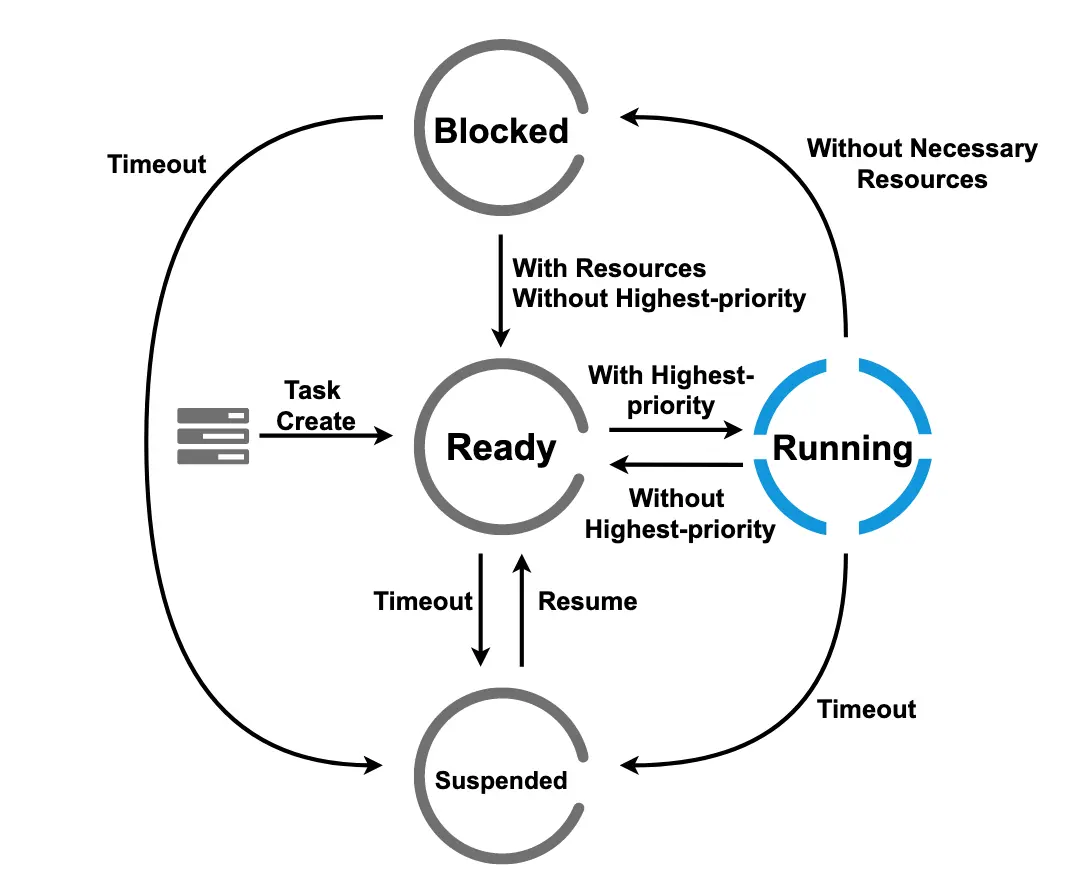 Blocked
Timeout
Without Necessary
Resources
With Resources
Without Highest-priority
Task
Create
With Highest-
priority
Ready
Running
Without
Highest-priority
Timeout
Resume
Timeout
Suspended